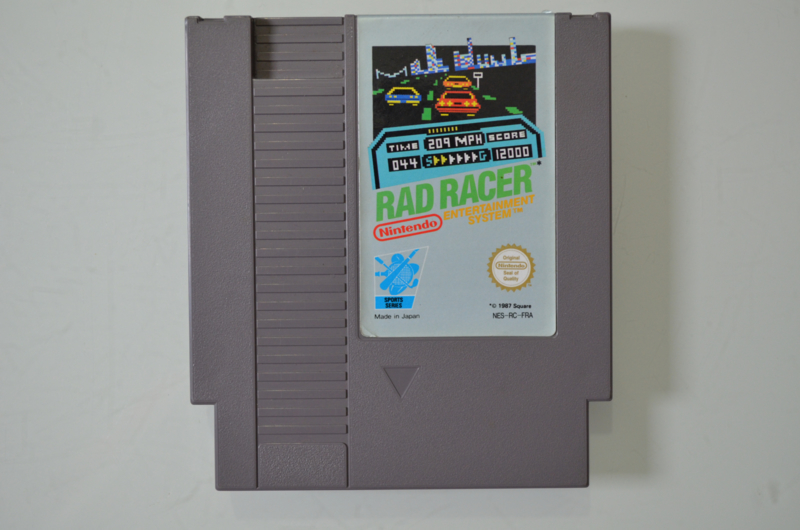 TIME 209 MPH SCORE
044 S G 12000
RAD RACER
Nintendo ENTERTAINMENT
SYSTEM™
SPORTS
SERIES
Original
Nintendo
Seal of
Quality
Made in Japan
*© 1987 Square
NES-RC-FRA